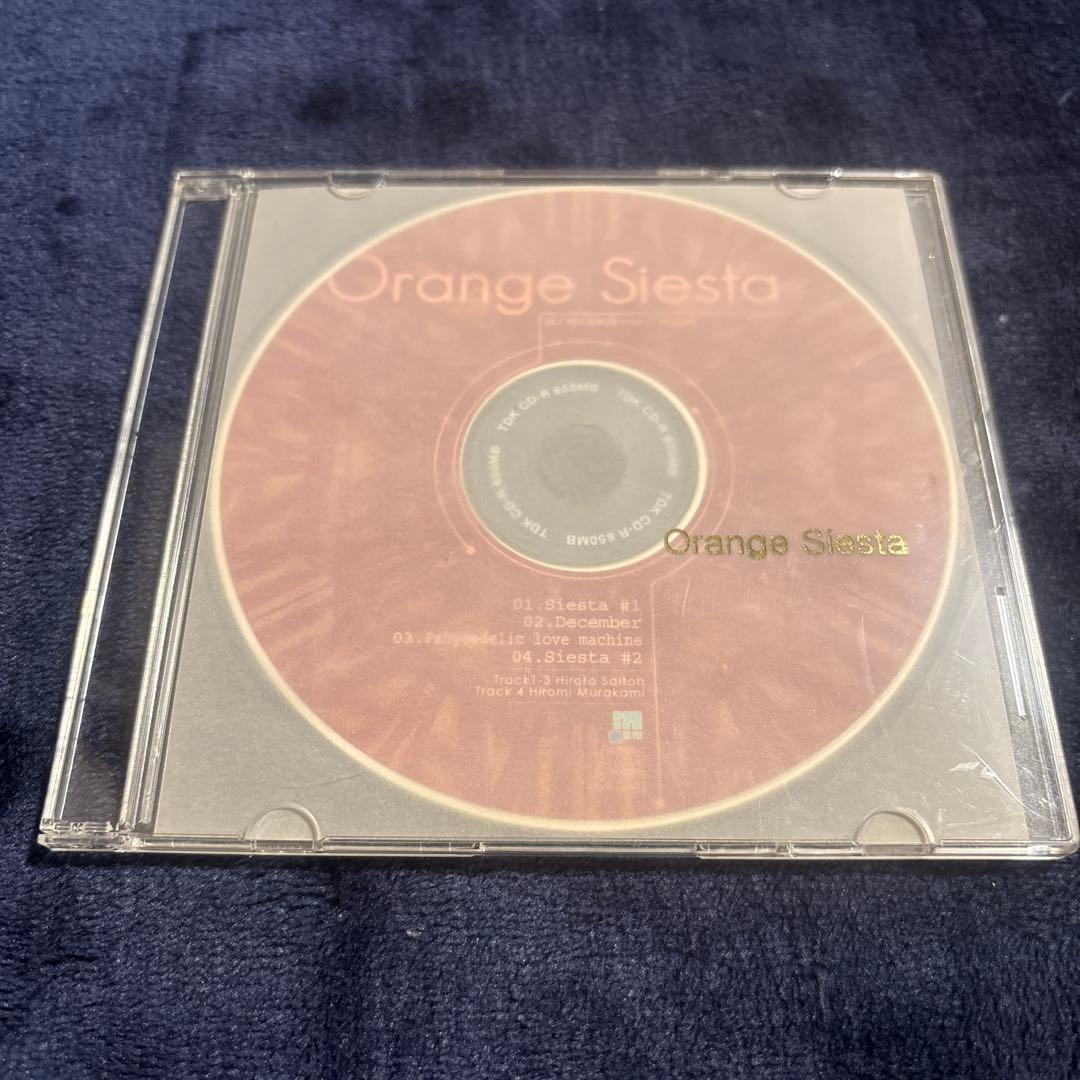 Orange Siesta
TDK CD-R 650MB TDK CD-R 650MB TDK CD-R 650MB TDK CD-R 650MB
Orange Siesta
01.Siesta #1
02.December
03.Pshycedelic love machine
04.Siesta #2
Track1-3 Hirato Saitoh
Track 4 Hiromi Murakami